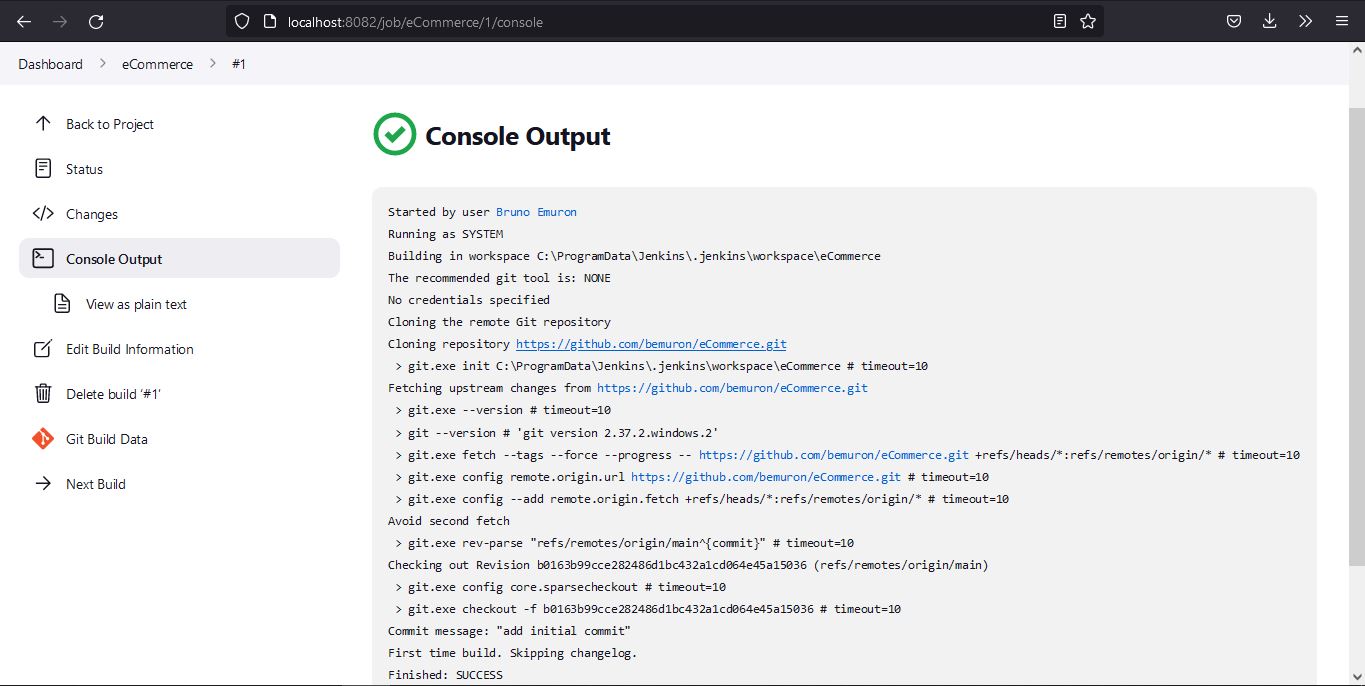 localhost:8082/job/eCommerce/1/console
Dashboard > eCommerce > #1
Back to Project
Status
Changes
Console Output
View as plain text
Edit Build Information
Delete build ‘#1’
Git Build Data
Next Build
Console Output
Started by user Bruno Emuron
Running as SYSTEM
Building in workspace C:\ProgramData\Jenkins\.jenkins\workspace\eCommerce
The recommended git tool is: NONE
No credentials specified
Cloning the remote Git repository
Cloning repository https://github.com/bemuron/eCommerce.git
 > git.exe init C:\ProgramData\Jenkins\.jenkins\workspace\eCommerce # timeout=10
Fetching upstream changes from https://github.com/bemuron/eCommerce.git
 > git.exe --version # timeout=10
 > git --version # 'git version 2.37.2.windows.2'
 > git.exe fetch --tags --force --progress -- https://github.com/bemuron/eCommerce.git +refs/heads/*:refs/remotes/origin/* # timeout=10
 > git.exe config remote.origin.url https://github.com/bemuron/eCommerce.git # timeout=10
 > git.exe config --add remote.origin.fetch +refs/heads/*:refs/remotes/origin/* # timeout=10
Avoid second fetch
 > git.exe rev-parse "refs/remotes/origin/main^{commit}" # timeout=10
Checking out Revision b0163b99cce282486d1bc432a1cd064e45a15036 (refs/remotes/origin/main)
 > git.exe config core.sparsecheckout # timeout=10
 > git.exe checkout -f b0163b99cce282486d1bc432a1cd064e45a15036 # timeout=10
Commit message: "add initial commit"
First time build. Skipping changelog.
Finished: SUCCESS